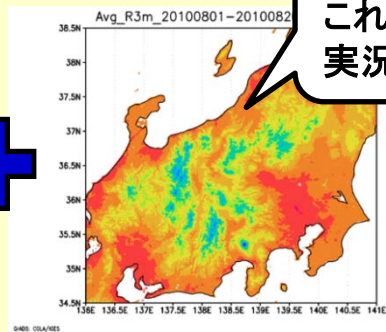 Avg_R3m_20100801-2010082
これ
実況
38.5N
38N
37.5N
37N
36.5N
36N
35.5N
35N
34.5N
136E 136.5E 137E 137.5E 138E 138.5E 139E 139.5E 140E 140.5E 141E
GrADS: COLA/IGES